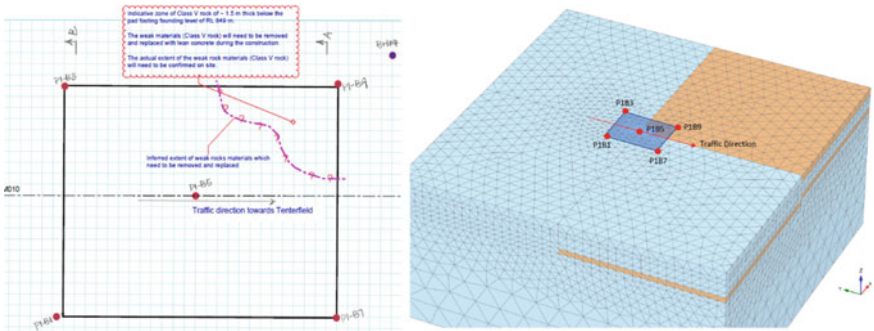 Indicative zone of Class V rock of ~ 1.5 m thick below the
pad footing founding level of RL 849 m.
The weak materials (Class V rock) will need to be removed
and replaced with lean concrete during the construction.
The actual extent of the weak rock materials (Class V rock)
will need to be confirmed on site.
A
P1-B3
P1-B9
Inferred extent of weak rocks materials which
need to be removed and replaced
M010
P1-B5
Traffic direction towards Tenterfield
P1-B1
P1-B7
P1B3
P1B5
P1B9
P1B1
Traffic Direction
P1B7
Z
Y
X